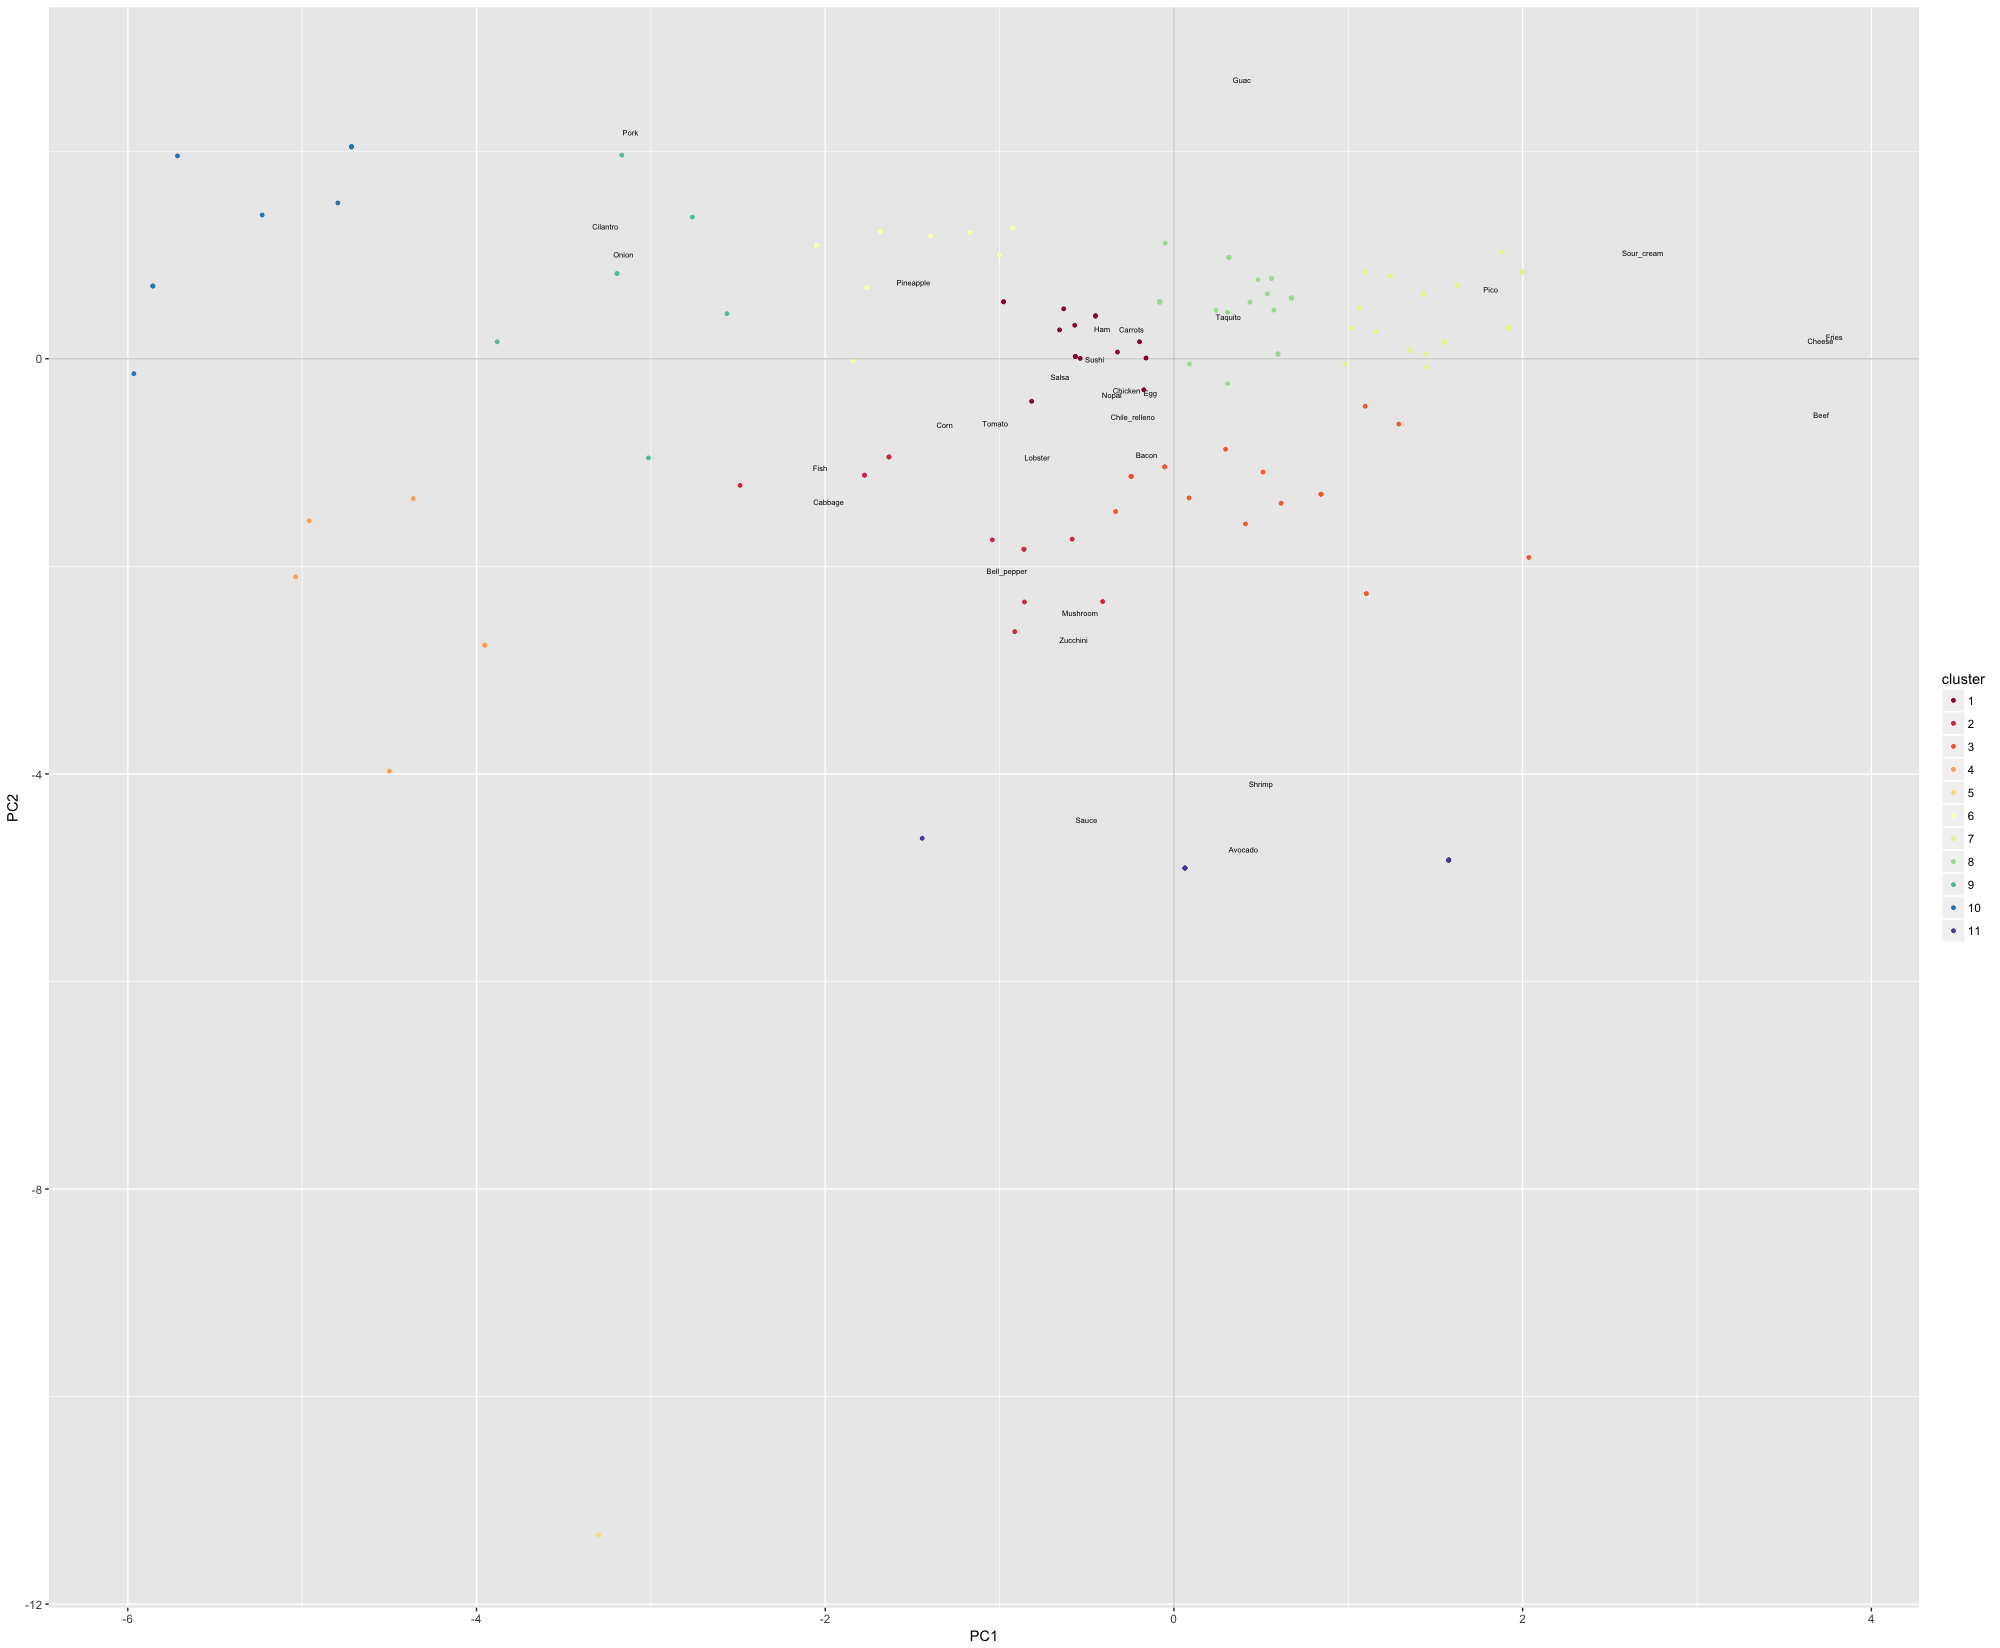 Guac
Pork
Cilantro
Onion
Sour_cream
Pineapple
Pico
Taquito
Ham
Carrots
Fries
Cheese
Sushi
Salsa
Chicken
Egg
Nopal
Beef
Chile_relleno
Tomato
Corn
Bacon
Lobster
Fish
Cabbage
Bell_pepper
Mushroom
Zucchini
Shrimp
Sauce
Avocado
0
-4
-8
-12
PC2
-6
-4
-2
0
2
4
PC1
cluster
1
2
3
4
5
6
7
8
9
10
11